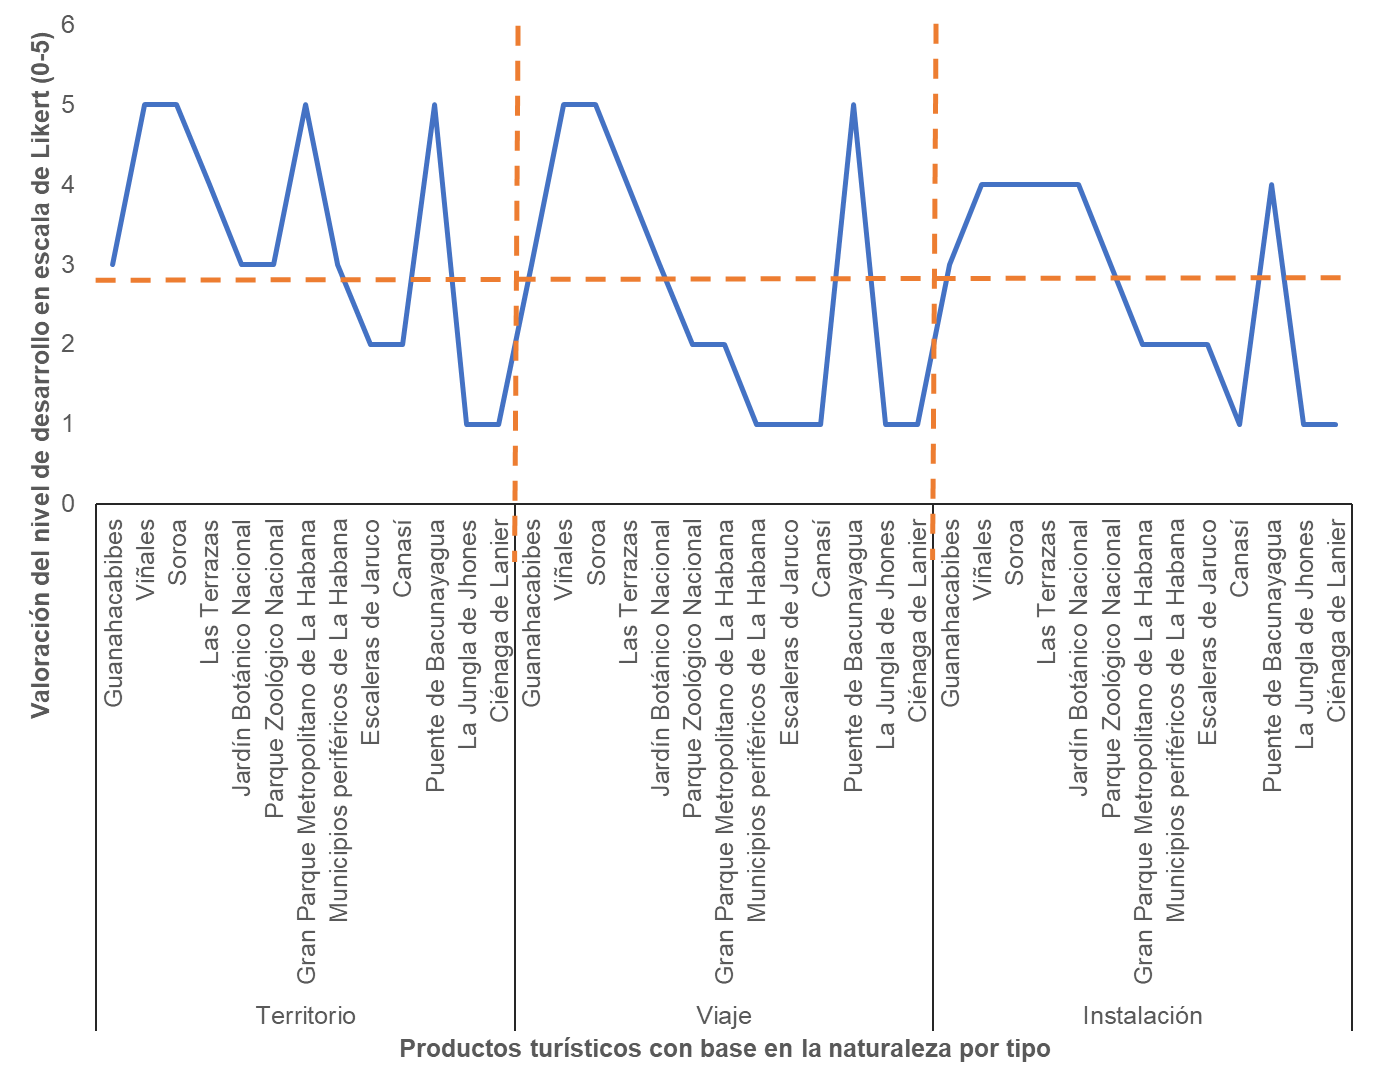 Valoración del nivel de desarrollo en escala de Likert (0-5)
6
5
4
3
2
1
0
Guanahacabibes
Viñales
Soroa
Las Terrazas
Jardín Botánico Nacional
Parque Zoológico Nacional
Gran Parque Metropolitano de La Habana
Municipios periféricos de La Habana
Escaleras de Jaruco
Canasí
Puente de Bacunayagua
La Jungla de Jhones
Ciénaga de Lanier
Guanahacabibes
Viñales
Soroa
Las Terrazas
Jardín Botánico Nacional
Parque Zoológico Nacional
Gran Parque Metropolitano de La Habana
Municipios periféricos de La Habana
Escaleras de Jaruco
Canasí
Puente de Bacunayagua
La Jungla de Jhones
Ciénaga de Lanier
Guanahacabibes
Viñales
Soroa
Las Terrazas
Jardín Botánico Nacional
Parque Zoológico Nacional
Gran Parque Metropolitano de La Habana
Municipios periféricos de La Habana
Escaleras de Jaruco
Canasí
Puente de Bacunayagua
La Jungla de Jhones
Ciénaga de Lanier
Territorio
Viaje
Instalación
Productos turísticos con base en la naturaleza por tipo